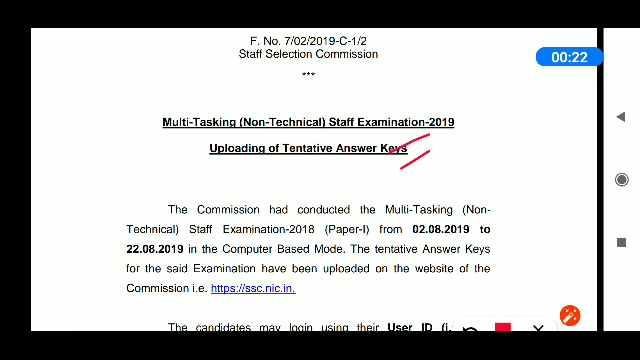 F. No. 7/02/2019-C-1/2
Staff Selection Commission
***
00:22
Multi-Tasking (Non-Technical) Staff Examination-2019
Uploading of Tentative Answer Keys
The Commission had conducted the Multi-Tasking (Non-
Technical) Staff Examination-2018 (Paper-I) from 02.08.2019 to
22.08.2019 in the Computer Based Mode. The tentative Answer Keys
for the said Examination have been uploaded on the website of the
Commission i.e. https://ssc.nic.in.
The candidates may login using their User ID (i.